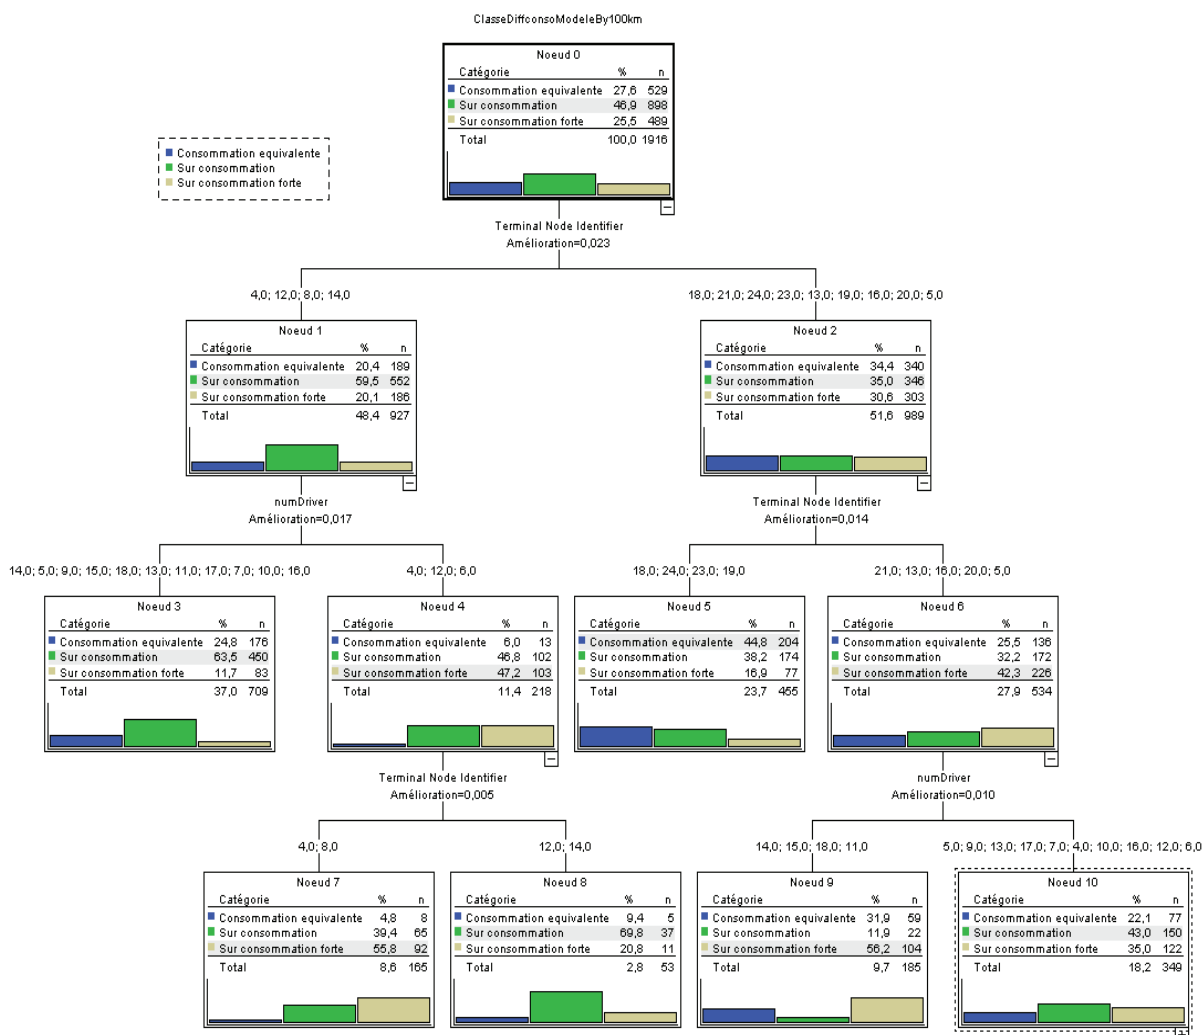 ClasseDiffconsoModeleBy100km
Noeud 0
Catégorie % n
Consommation equivalente 27,6 529
Sur consommation 46,9 898
Sur consommation forte 25,5 489
Total 100,0 1916
Consommation equivalente
Sur consommation
Sur consommation forte
Terminal Node Identifier
Amélioration=0,023
4,0; 12,0; 8,0; 14,0
18,0; 21,0; 24,0; 23,0; 13,0; 19,0; 16,0; 20,0; 5,0
Noeud 1
Catégorie % n
Consommation equivalente 20,4 189
Sur consommation 59,5 552
Sur consommation forte 20,1 186
Total 48,4 927
Noeud 2
Catégorie % n
Consommation equivalente 34,4 340
Sur consommation 35,0 346
Sur consommation forte 30,6 303
Total 51,6 989
numDriver
Amélioration=0,017
Terminal Node Identifier
Amélioration=0,014
14,0; 5,0; 9,0; 15,0; 18,0; 13,0; 11,0; 17,0; 7,0; 10,0; 16,0
4,0; 12,0; 6,0
18,0; 24,0; 23,0; 19,0
21,0; 13,0; 16,0; 20,0; 5,0
Noeud 3
Catégorie % n
Consommation equivalente 24,8 176
Sur consommation 63,5 450
Sur consommation forte 11,7 83
Total 37,0 709
Noeud 4
Catégorie % n
Consommation equivalente 6,0 13
Sur consommation 46,8 102
Sur consommation forte 47,2 103
Total 11,4 218
Noeud 5
Catégorie % n
Consommation equivalente 44,8 204
Sur consommation 38,2 174
Sur consommation forte 16,9 77
Total 23,7 455
Noeud 6
Catégorie % n
Consommation equivalente 25,5 136
Sur consommation 32,2 172
Sur consommation forte 42,3 226
Total 27,9 534
Terminal Node Identifier
Amélioration=0,005
numDriver
Amélioration=0,010
4,0; 8,0
12,0; 14,0
14,0; 15,0; 18,0; 11,0
5,0; 9,0; 13,0; 17,0; 7,0; 4,0; 10,0; 16,0; 12,0; 6,0
Noeud 7
Catégorie % n
Consommation equivalente 4,8 8
Sur consommation 39,4 65
Sur consommation forte 55,8 92
Total 8,6 165
Noeud 8
Catégorie % n
Consommation equivalente 9,4 5
Sur consommation 69,8 37
Sur consommation forte 20,8 11
Total 2,8 53
Noeud 9
Catégorie % n
Consommation equivalente 31,9 59
Sur consommation 11,9 22
Sur consommation forte 56,2 104
Total 9,7 185
Noeud 10
Catégorie % n
Consommation equivalente 22,1 77
Sur consommation 43,0 150
Sur consommation forte 35,0 122
Total 18,2 349